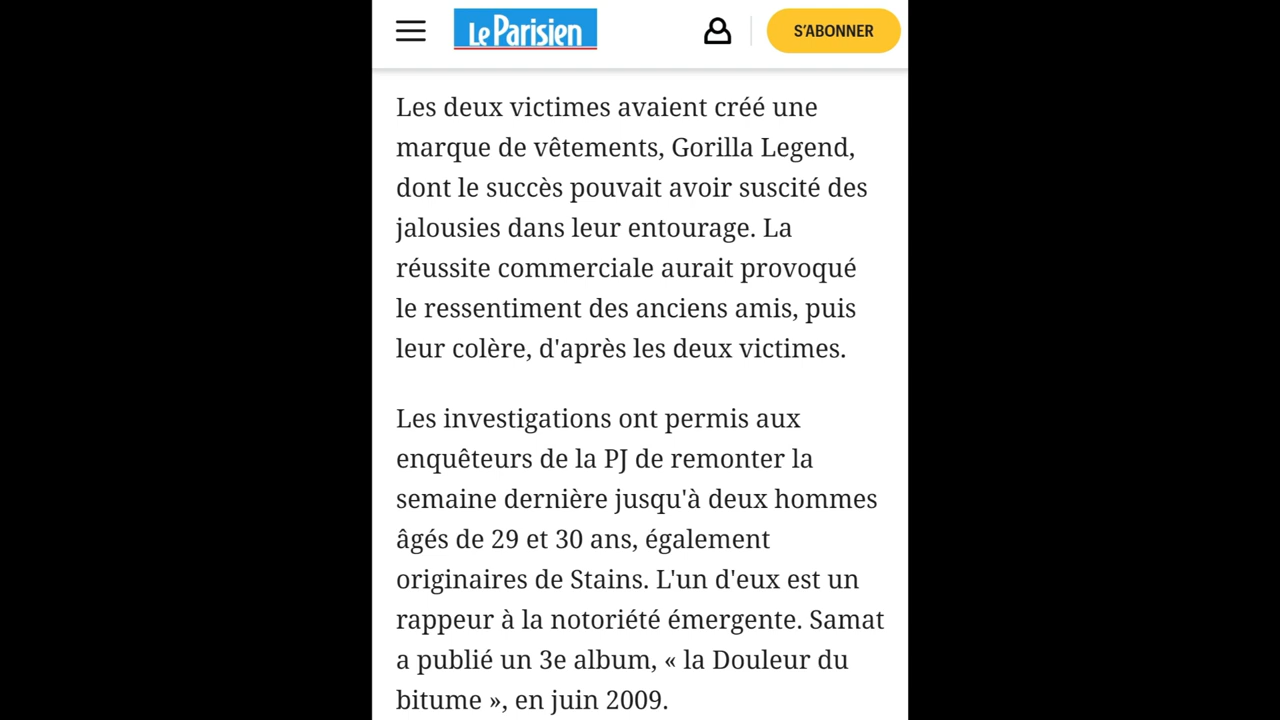 Le Parisien
S'ABONNER
Les deux victimes avaient créé une
marque de vêtements, Gorilla Legend,
dont le succès pouvait avoir suscité des
jalousies dans leur entourage. La
réussite commerciale aurait provoqué
le ressentiment des anciens amis, puis
leur colère, d'après les deux victimes.
Les investigations ont permis aux
enquêteurs de la PJ de remonter la
semaine dernière jusqu'à deux hommes
âgés de 29 et 30 ans, également
originaires de Stains. L'un d'eux est un
rappeur à la notoriété émergente. Samat
a publié un 3e album, « la Douleur du
bitume », en juin 2009.